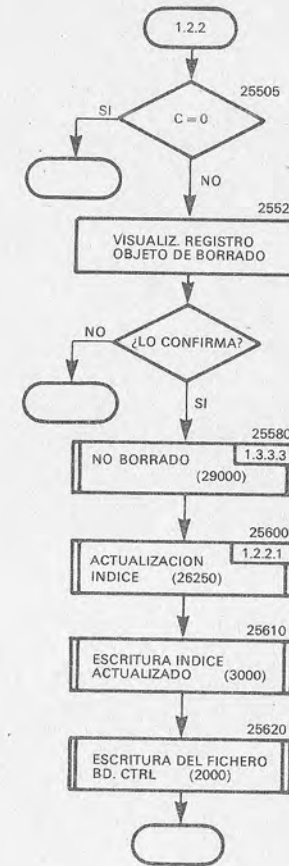 1.2.2
25505
SI
C = 0
NO
2552
VISUALIZ. REGISTRO
OBJETO DE BORRADO
NO
¿LO CONFIRMA?
SI
25580
NO BORRADO
1.3.3.3
(29000)
25600
ACTUALIZACION
1.2.2.1
INDICE (26250)
25610
ESCRITURA INDICE
ACTUALIZADO (3000)
25620
ESCRITURA DEL FICHERO
BD. CTRL (2000)